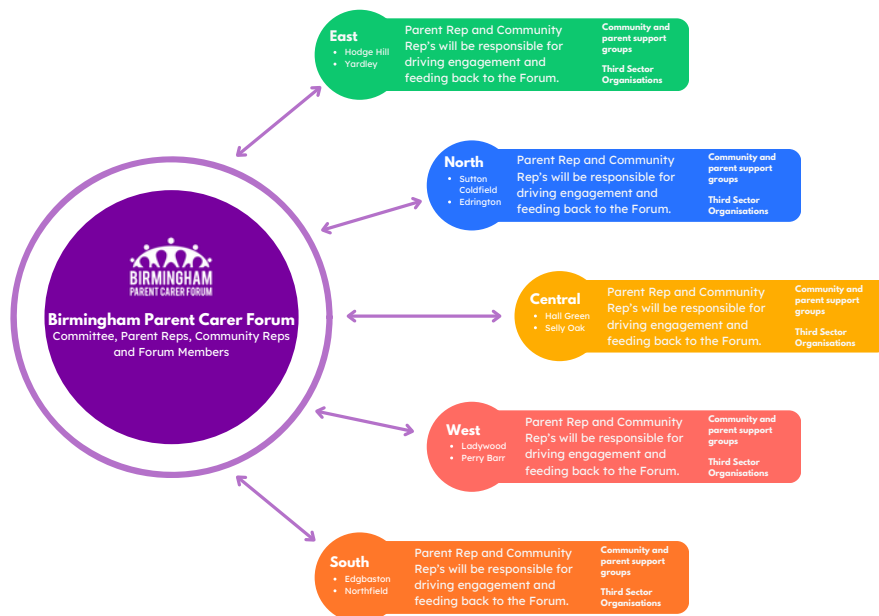 East
Hodge Hill
Yardley
Parent Rep and Community
Rep's will be responsible for
driving engagement and
feeding back to the Forum.
Community and
parent support
groups
Third Sector
Organisations
North
Sutton
Coldfield
Edrington
Parent Rep and Community
Rep's will be responsible for
driving engagement and
feeding back to the Forum.
Community and
parent support
groups
Third Sector
Organisations
BIRMINGHAM
PARENT CARER FORUM
Birmingham Parent Carer Forum
Committee, Parent Reps, Community Reps
and Forum Members
Central
Hall Green
Selly Oak
Parent Rep and Community
Rep's will be responsible for
driving engagement and
feeding back to the Forum.
Community and
parent support
groups
Third Sector
Organisations
West
Ladywood
Perry Barr
Parent Rep and Community
Rep's will be responsible for
driving engagement and
feeding back to the Forum.
Community and
parent support
groups
Third Sector
Organisations
South
Edgbaston
Northfield
Parent Rep and Community
Rep's will be responsible for
driving engagement and
feeding back to the Forum.
Community and
parent support
groups
Third Sector
Organisations